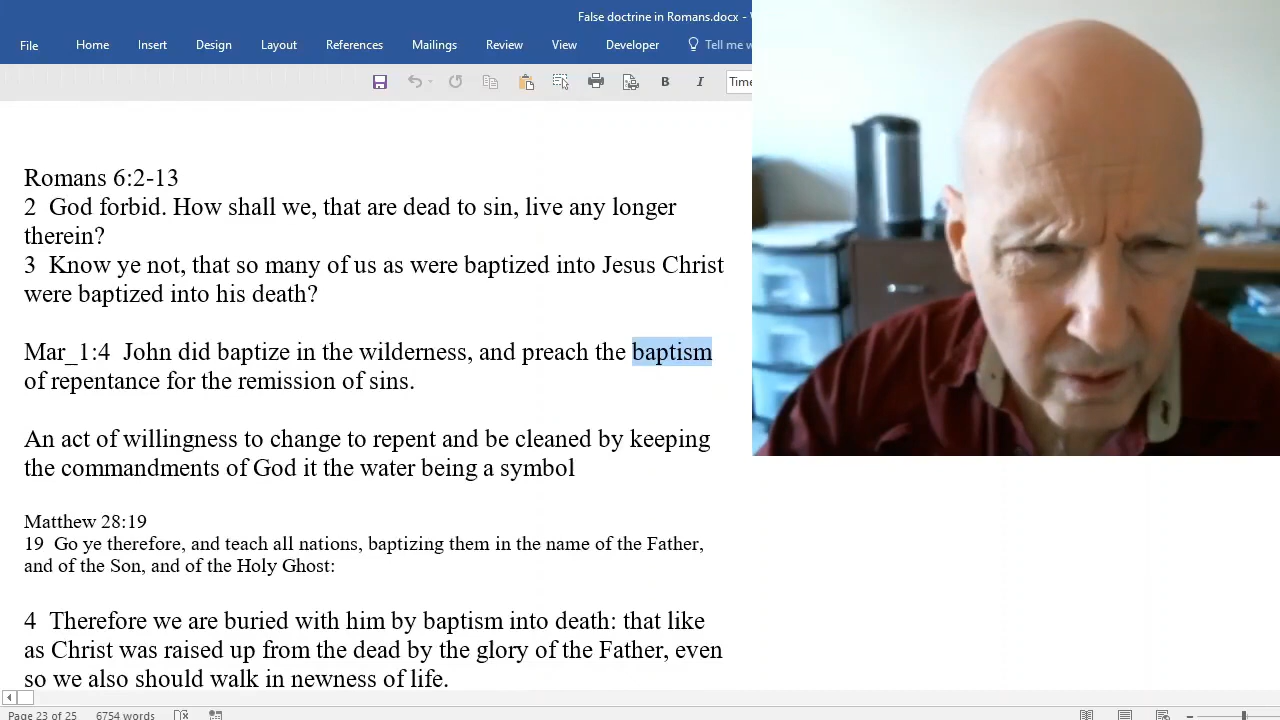 False doctrine in Romans.docx -
File Home Insert Design Layout References Mailings Review View Developer Tell me
B I Time
Romans 6:2-13
2 God forbid. How shall we, that are dead to sin, live any longer
therein?
3 Know ye not, that so many of us as were baptized into Jesus Christ
were baptized into his death?
Mar_1:4 John did baptize in the wilderness, and preach the baptism
of repentance for the remission of sins.
An act of willingness to change to repent and be cleaned by keeping
the commandments of God it the water being a symbol
Matthew 28:19
19 Go ye therefore, and teach all nations, baptizing them in the name of the Father,
and of the Son, and of the Holy Ghost:
4 Therefore we are buried with him by baptism into death: that like
as Christ was raised up from the dead by the glory of the Father, even
so we also should walk in newness of life.
Page 23 of 25 6754 words